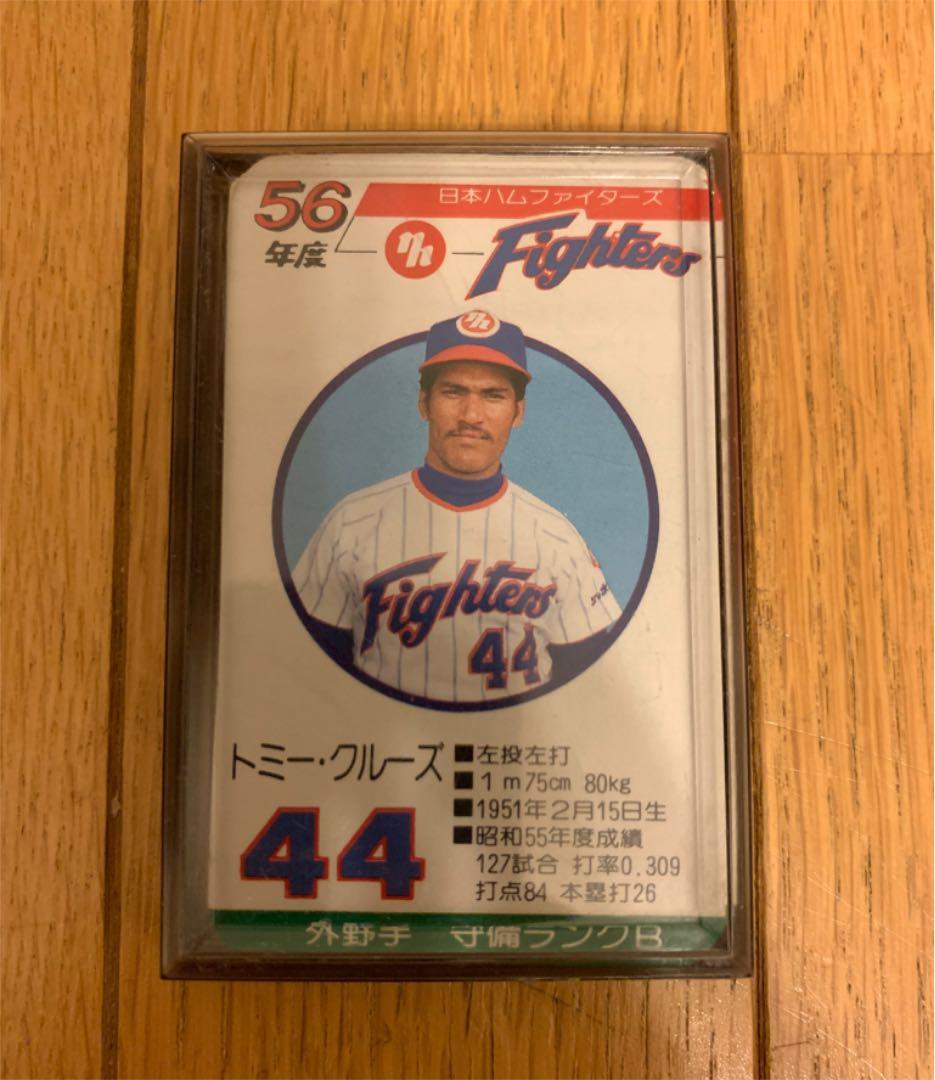 56
年度
日本ハムファイターズ
nh
Fighters
nh
Fighters
44
トミー・クルーズ
44
■左投左打
■1m75cm 80kg
■1951年2月15日生
■昭和55年度成績
127試合 打率0.309
打点84 本塁打26
外野手 守備ランクB